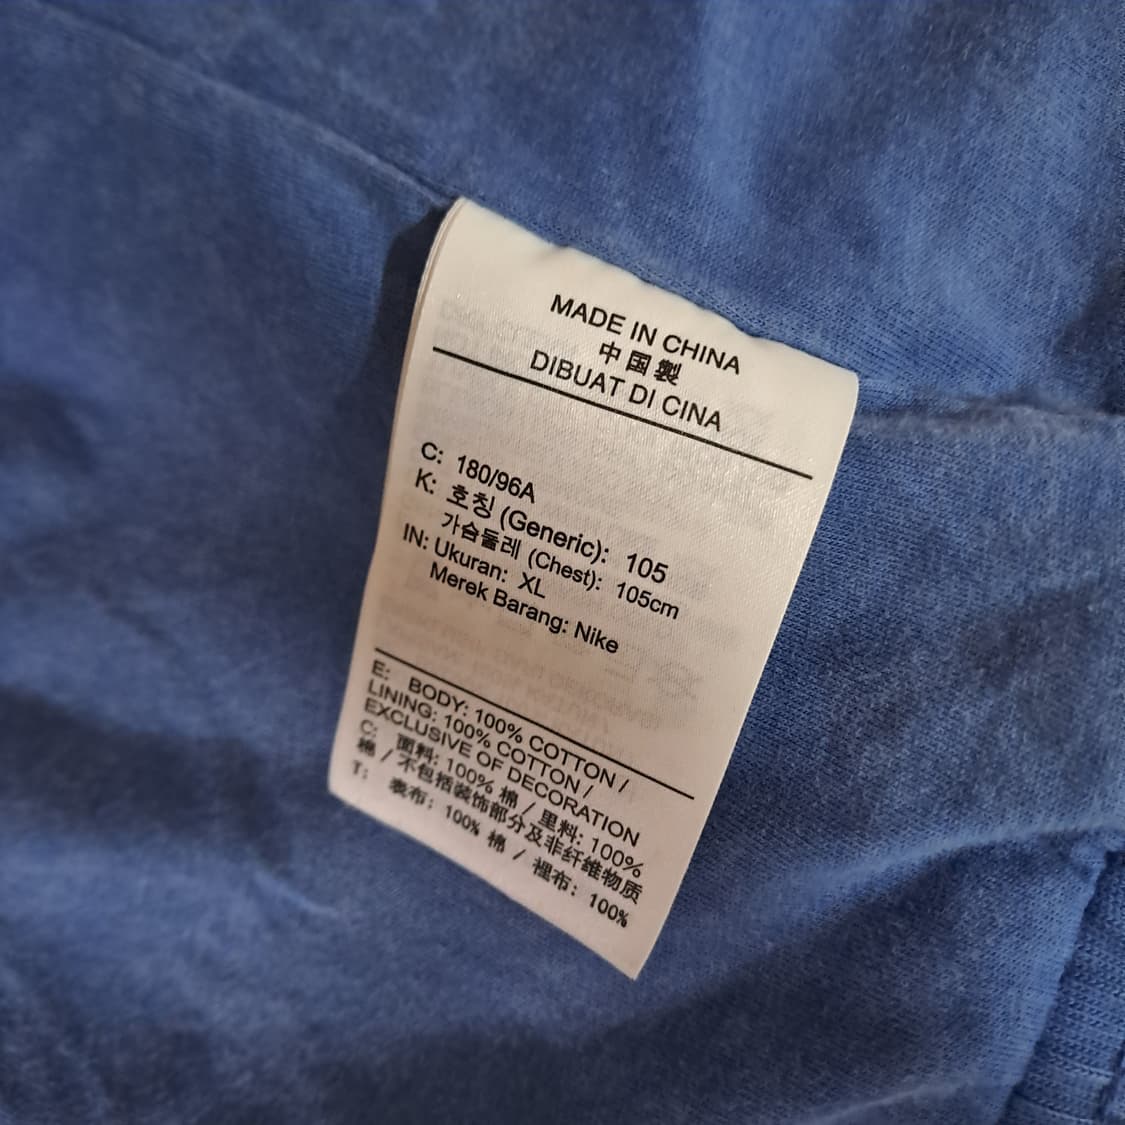 MADE IN CHINA
中国製
DIBUAT DI CINA
C: 180/96A
K: 호칭 (Generic): 105
가슴둘레 (Chest): 105cm
IN: Ukuran: XL
Merek Barang: Nike
E: BODY: 100% COTTON /
LINING: 100% COTTON /
EXCLUSIVE OF DECORATION
C: 面料: 100% 棉 / 里料: 100%
棉 / 不包括装饰部分及非纤维物质
T: 表布: 100% 棉 / 裡布: 100%